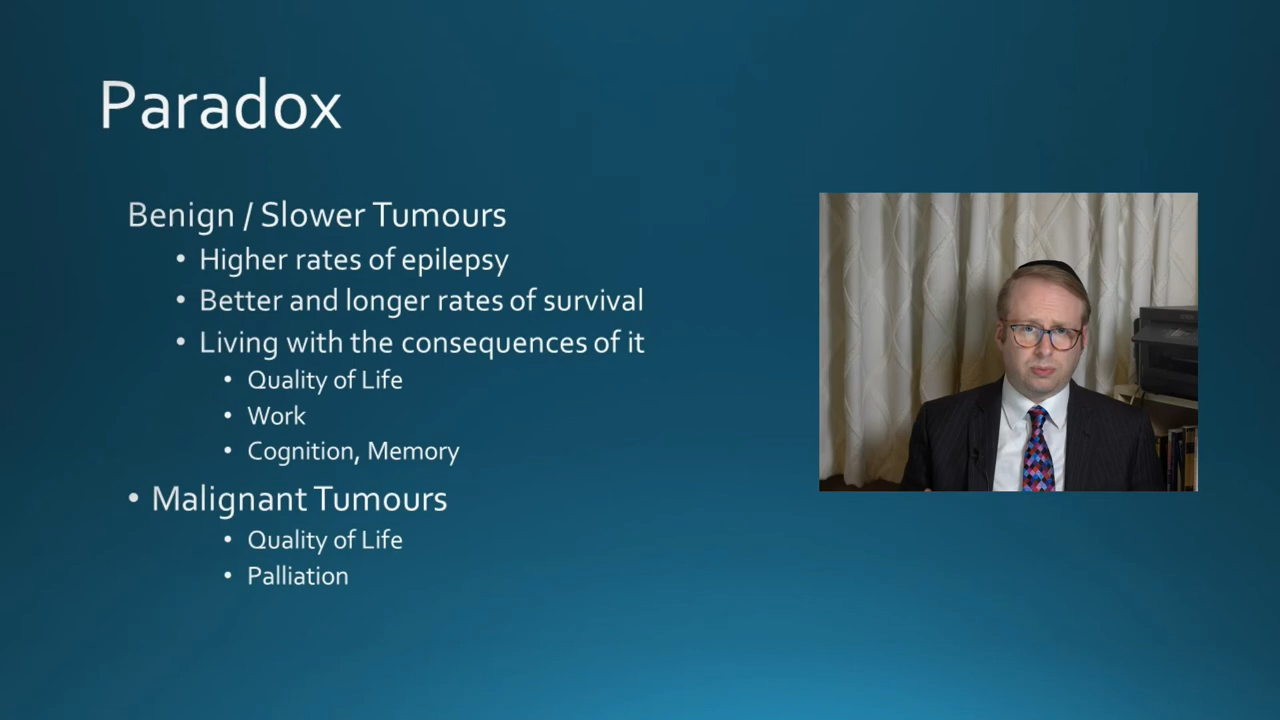 Paradox
Benign / Slower Tumours
• Higher rates of epilepsy
• Better and longer rates of survival
• Living with the consequences of it
• Quality of Life
• Work
• Cognition, Memory
• Malignant Tumours
• Quality of Life
• Palliation